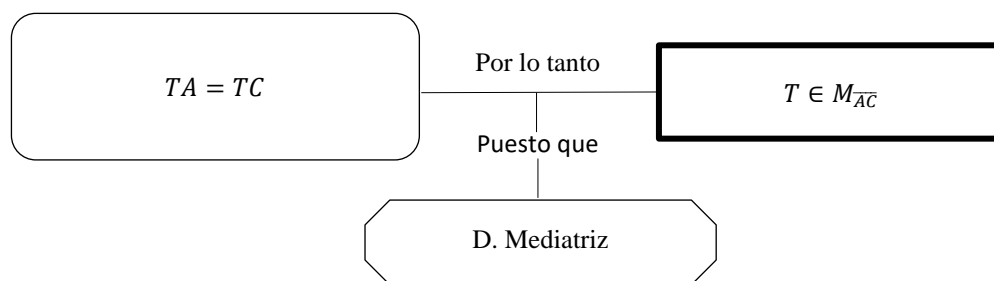 Por lo tanto
TA = TC
T ∈ M_{\overline{AC}}
Puesto que
D. Mediatriz